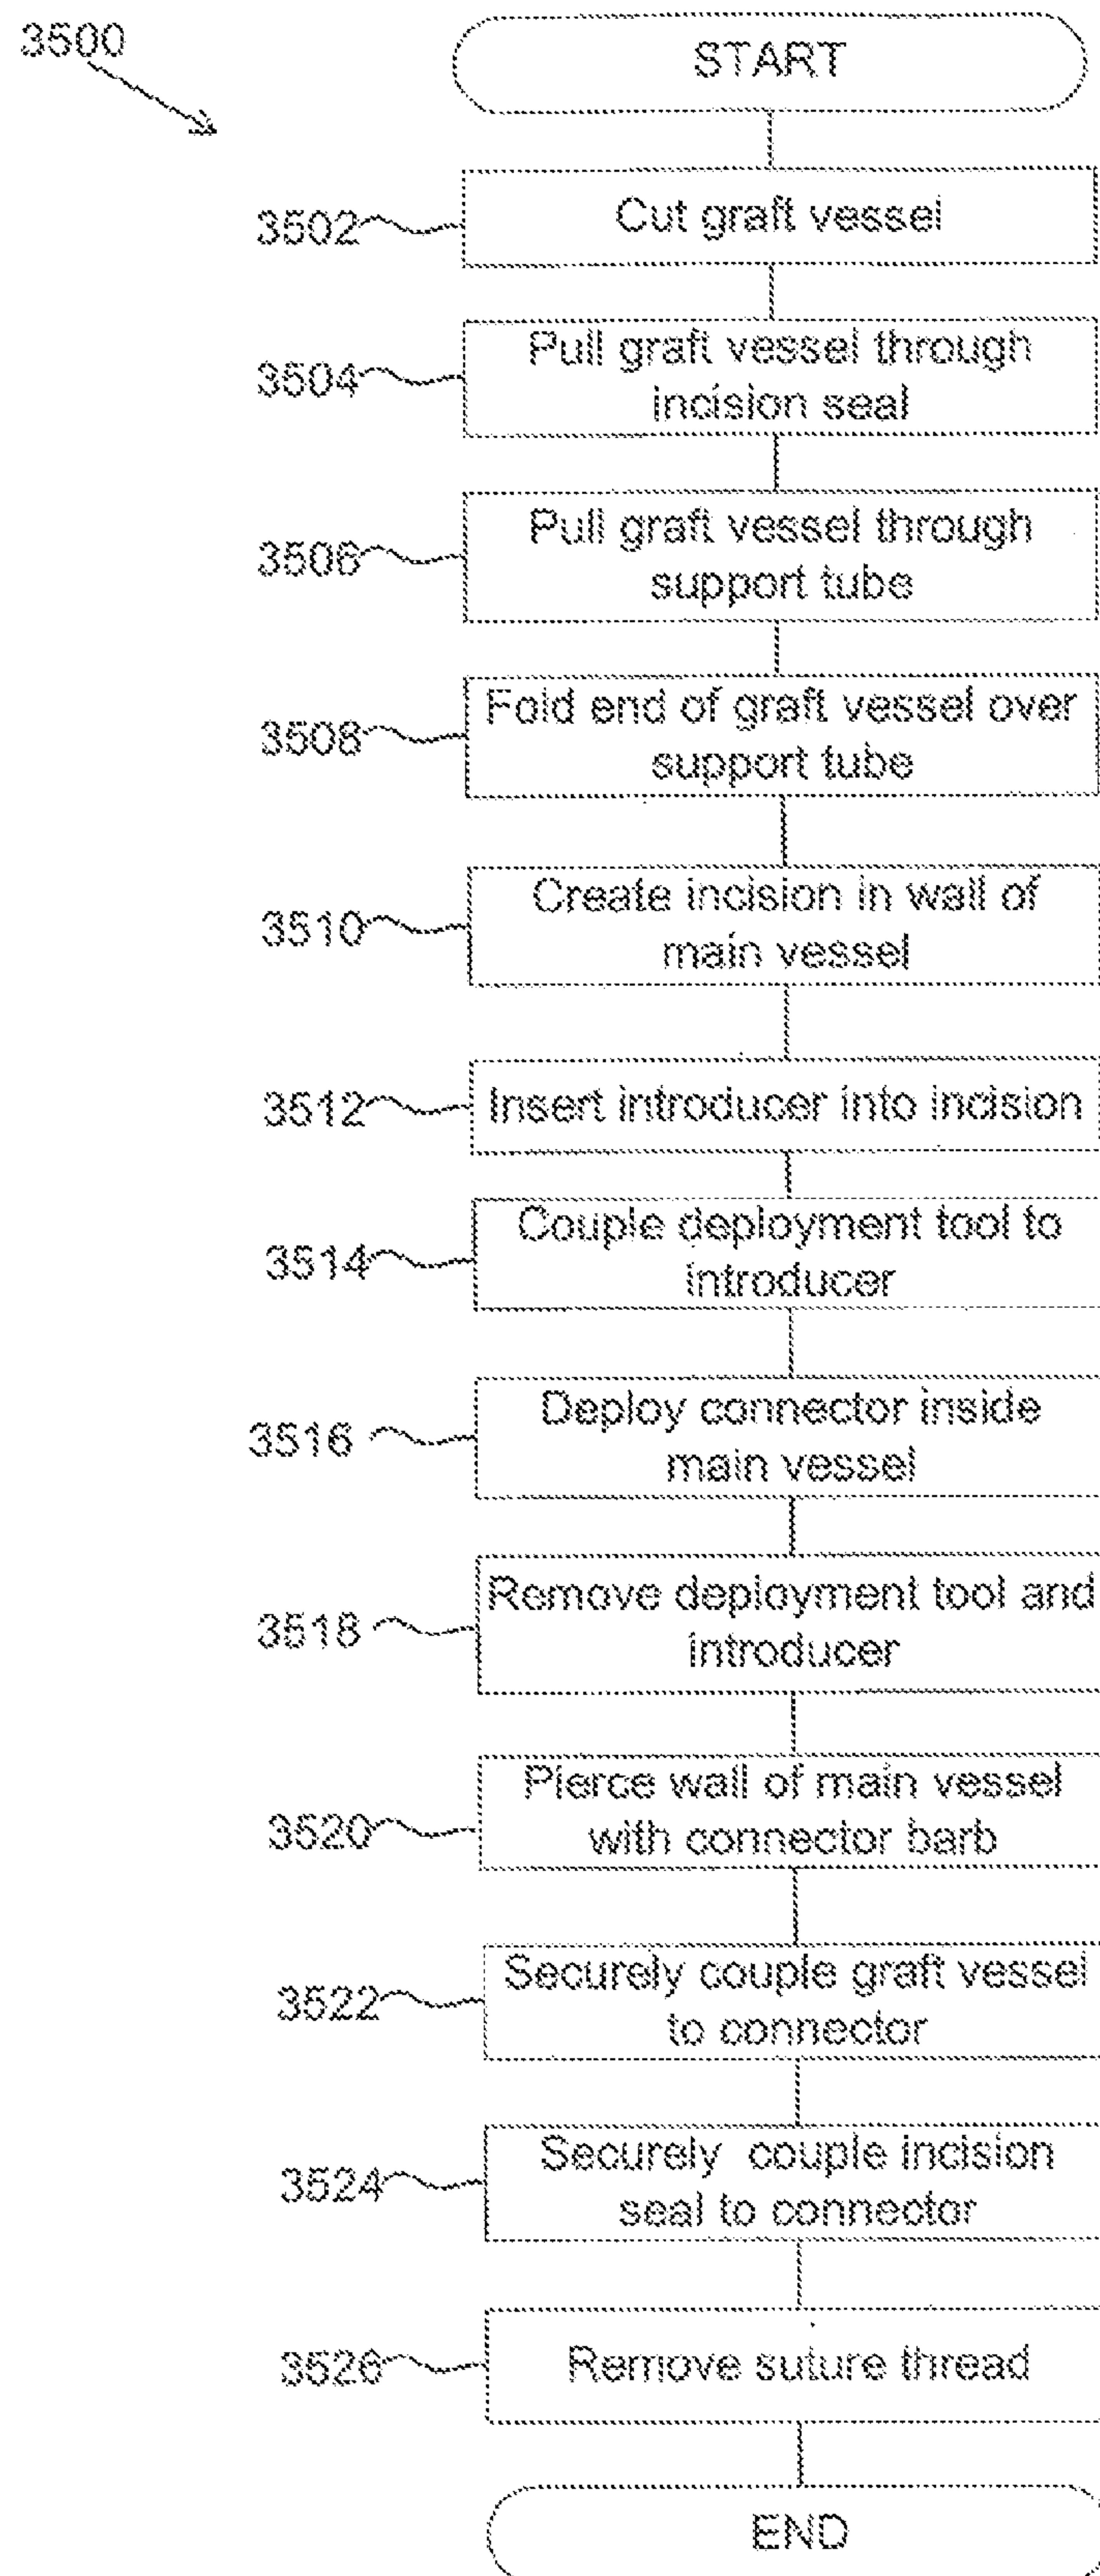 3500
START
3502
Cut graft vessel
3504
Pull graft vessel through
incision seal
3506
Pull graft vessel through
support tube
3508
Fold end of graft vessel over
support tube
3510
Create incision in wall of
main vessel
3512
Insert introducer into incision
3514
Couple deployment tool to
introducer
3516
Deploy connector inside
main vessel
3518
Remove deployment tool and
introducer
3520
Pierce wall of main vessel
with connector barb
3522
Securely couple graft vessel
to connector
3524
Securely couple incision
seal to connector
3526
Remove suture thread
END